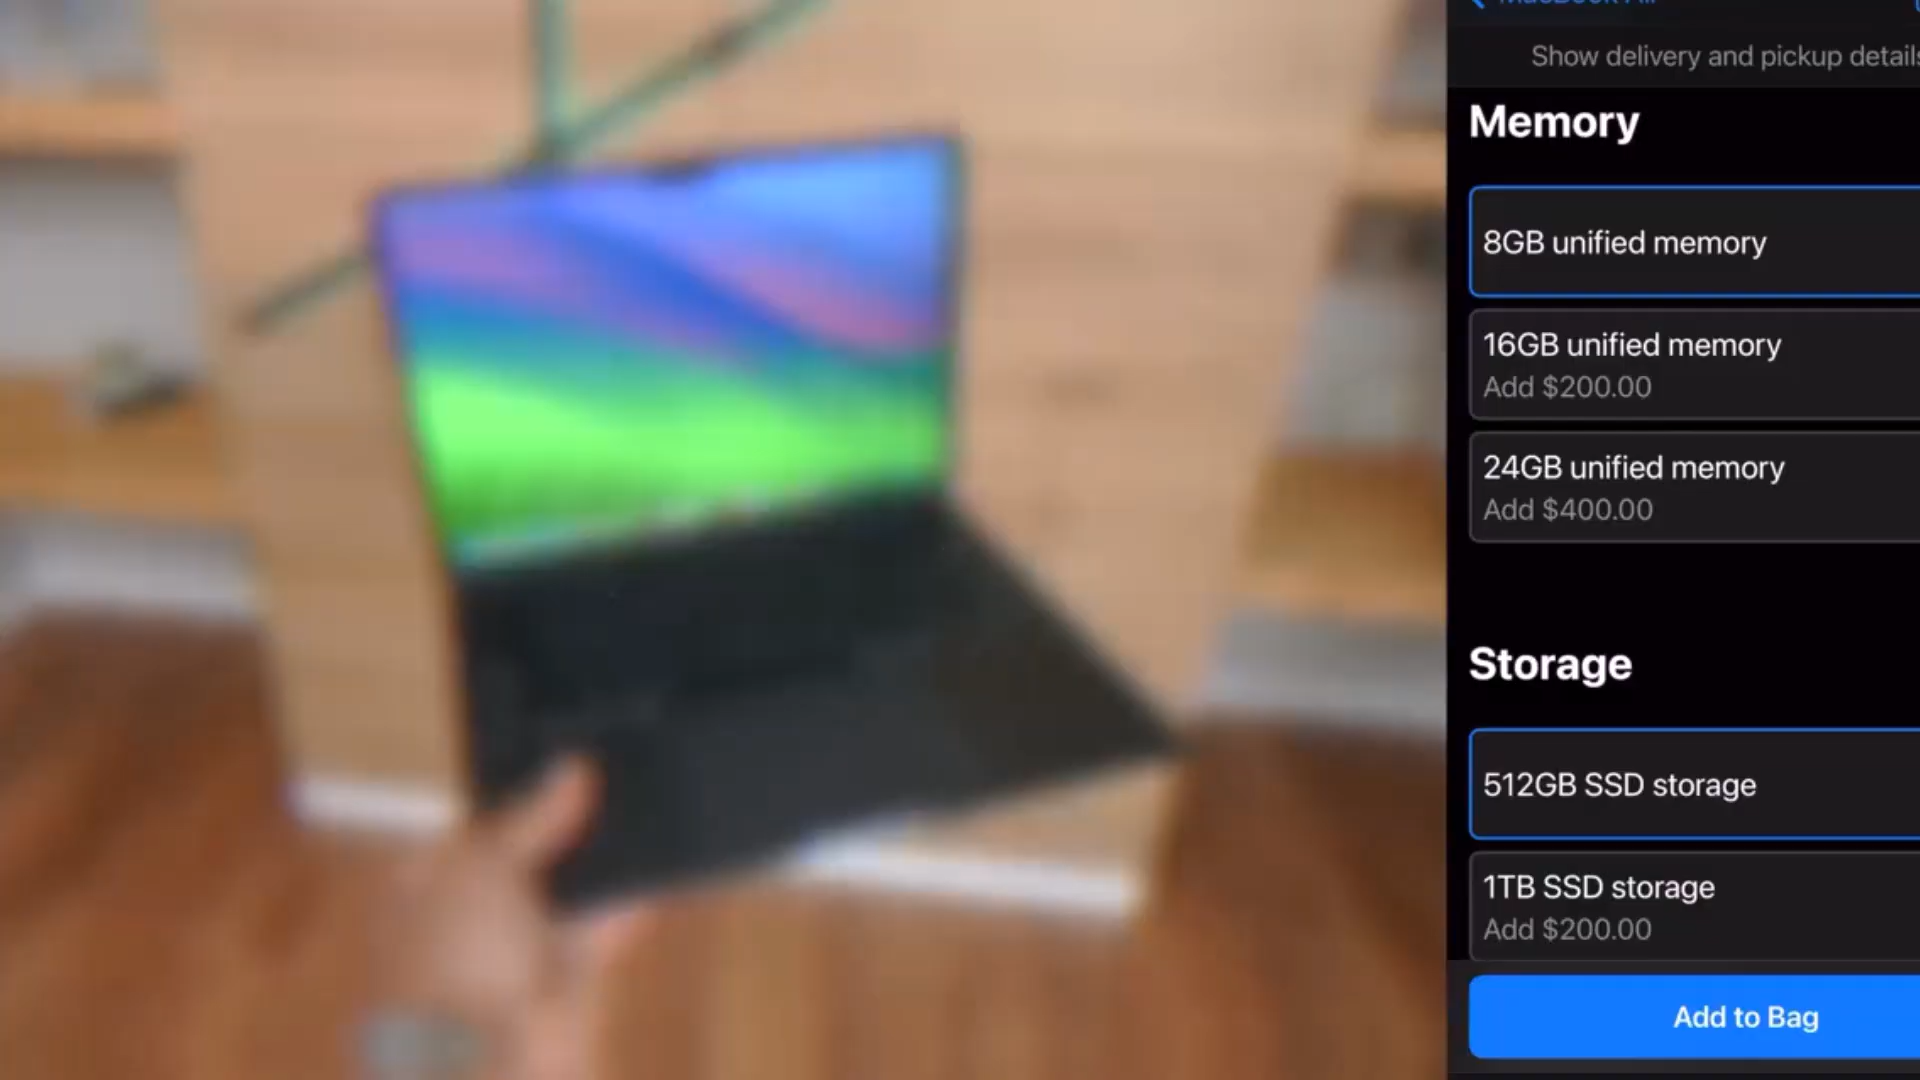 Show delivery and pickup details
Memory
8GB unified memory
16GB unified memory
Add $200.00
24GB unified memory
Add $400.00
Storage
512GB SSD storage
1TB SSD storage
Add $200.00
Add to Bag